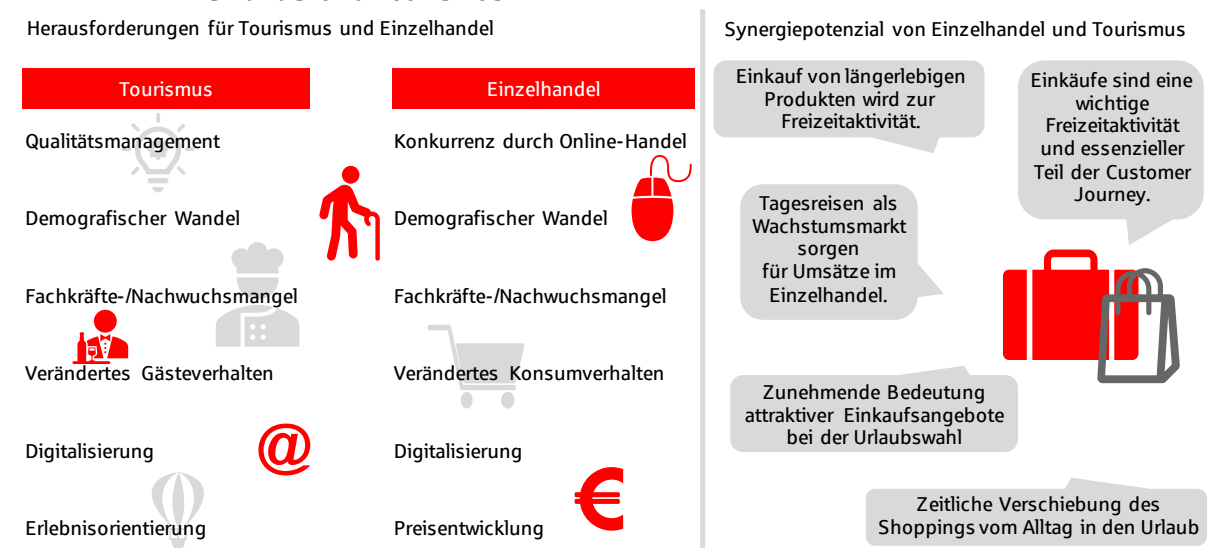 Herausforderungen für Tourismus und Einzelhandel
Tourismus
Qualitätsmanagement
Demografischer Wandel
Fachkräfte-/Nachwuchsmangel
Verändertes Gästeverhalten
Digitalisierung
Erlebnisorientierung
Einzelhandel
Konkurrenz durch Online-Handel
Demografischer Wandel
Fachkräfte-/Nachwuchsmangel
Verändertes Konsumverhalten
Digitalisierung
Preisentwicklung
@
€
Synergiepotenzial von Einzelhandel und Tourismus
Einkauf von längerlebigen
Produkten wird zur
Freizeitaktivität.
Einkäufe sind eine
wichtige
Freizeitaktivität
und essenzieller
Teil der Customer
Journey.
Tagesreisen als
Wachstumsmarkt
sorgen
für Umsätze im
Einzelhandel.
Zunehmende Bedeutung
attraktiver Einkaufsangebote
bei der Urlaubswahl
Zeitliche Verschiebung des
Shoppings vom Alltag in den Urlaub